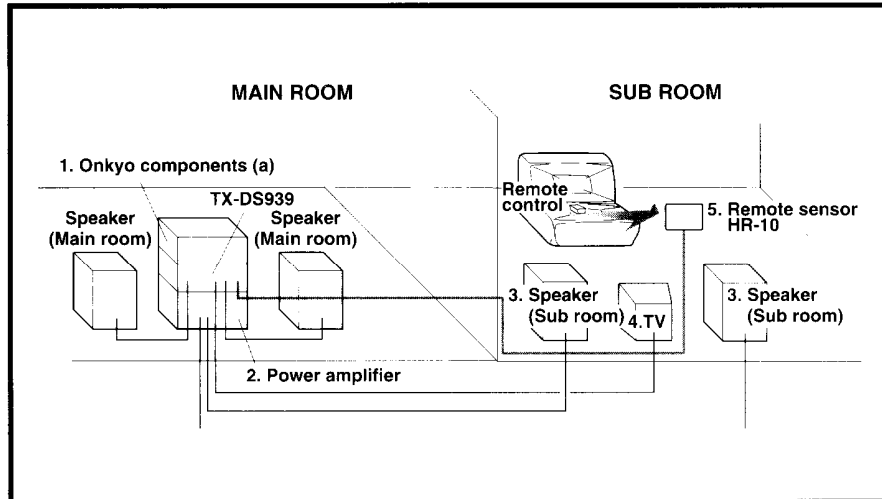 MAIN ROOM
SUB ROOM
1. Onkyo components (a)
TX-DS939
Speaker
(Main room)
Speaker
(Main room)
2. Power amplifier
Remote
control
5. Remote sensor
HR-10
3. Speaker
(Sub room)
4.TV
3. Speaker
(Sub room)